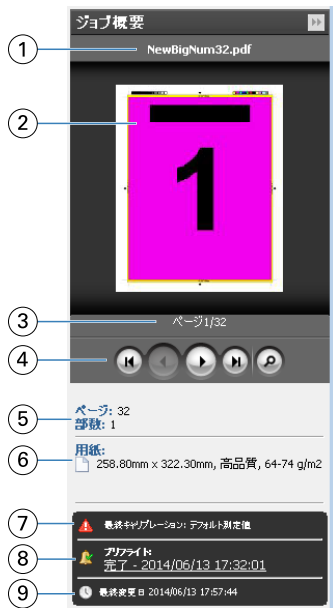 ジョブ概要
1
NewBigNum32.pdf
2
1
3
ページ1/32
4
5
ページ: 32
部数: 1
6
用紙:
258.80mm x 322.30mm, 高品質, 64-74 g/m2
7
最終キャリブレーション: デフォルト測定値
8
プリフライト:
完了 - 2014/06/13 17:32:01
9
最終変更日 2014/06/13 17:57:44